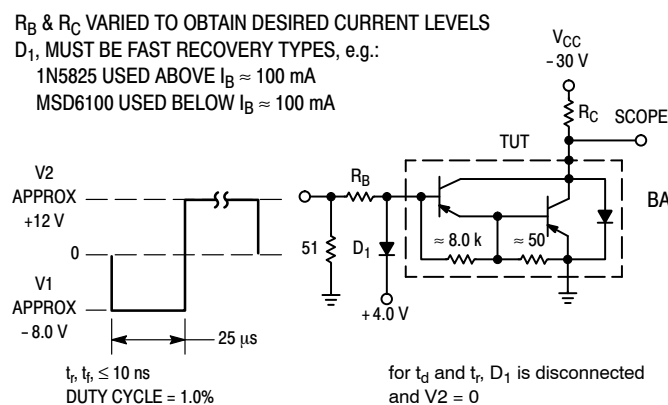 R_B & R_C VARIED TO OBTAIN DESIRED CURRENT LEVELS
D_1, MUST BE FAST RECOVERY TYPES, e.g.:
1N5825 USED ABOVE I_B ≈ 100 mA
MSD6100 USED BELOW I_B ≈ 100 mA
V_CC
- 30 V
R_C
SCOPE
TUT
V2
APPROX
+12 V
0
V1
APPROX
- 8.0 V
25 μs
R_B
51
D_1
+ 4.0 V
≈ 8.0 k
≈ 50
BA
t_r, t_f, ≤ 10 ns
DUTY CYCLE = 1.0%
for t_d and t_r, D_1 is disconnected
and V2 = 0